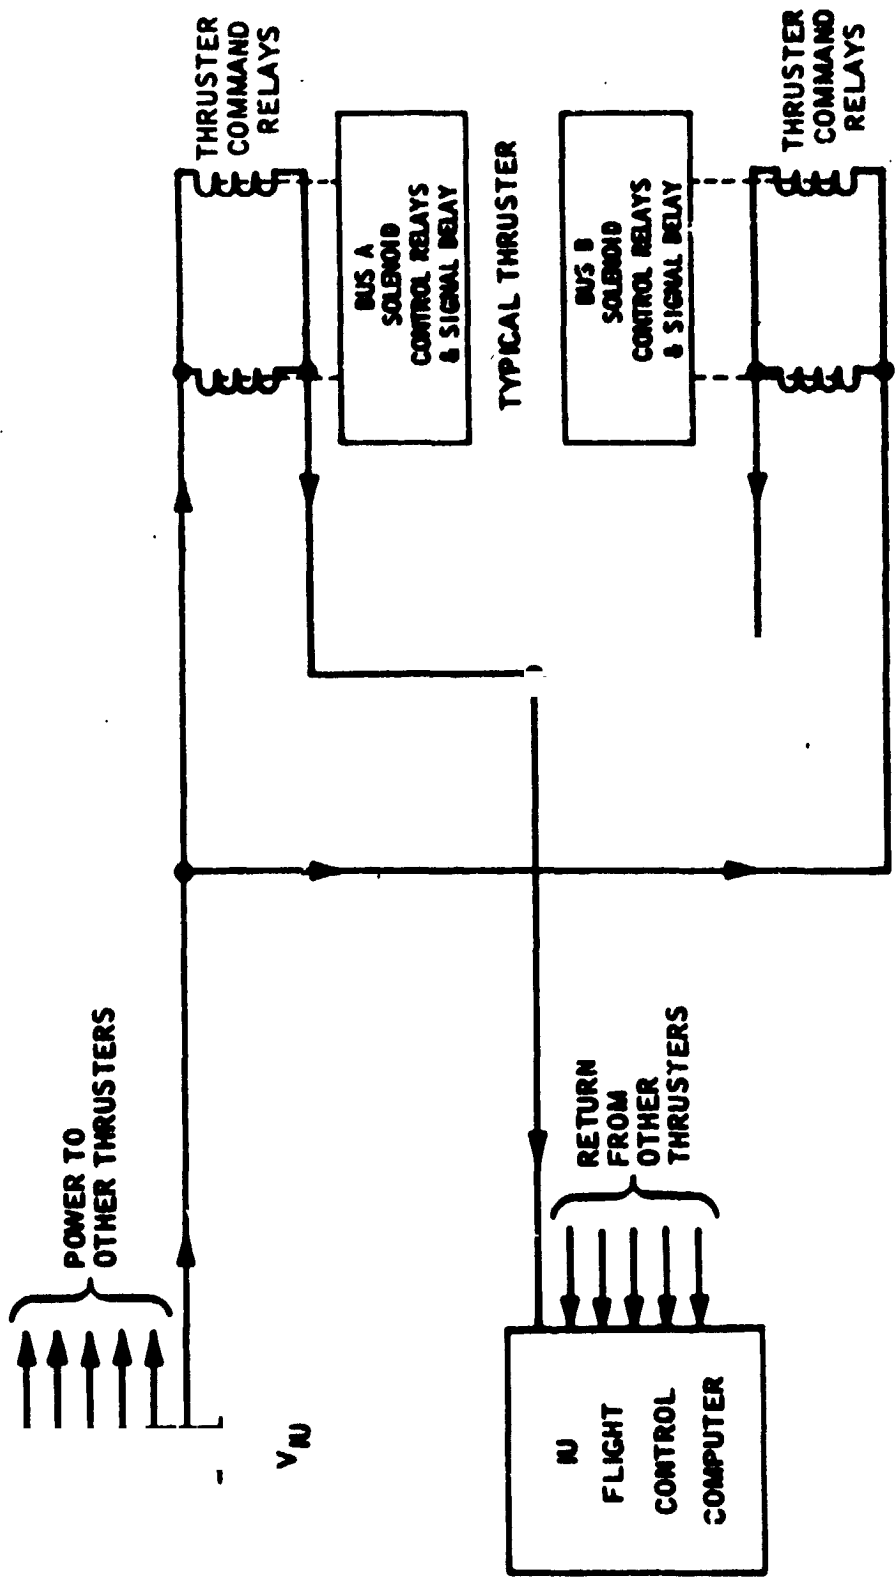 POWER TO
OTHER THRUSTERS
V IU
IU
FLIGHT
CONTROL
COMPUTER
RETURN
FROM
OTHER
THRUSTERS
THRUSTER
COMMAND
RELAYS
BUS A
SOLENOID
CONTROL RELAYS
& SIGNAL DELAY
TYPICAL THRUSTER
BUS B
SOLENOID
CONTROL RELAYS
& SIGNAL DELAY
THRUSTER
COMMAND
RELAYS